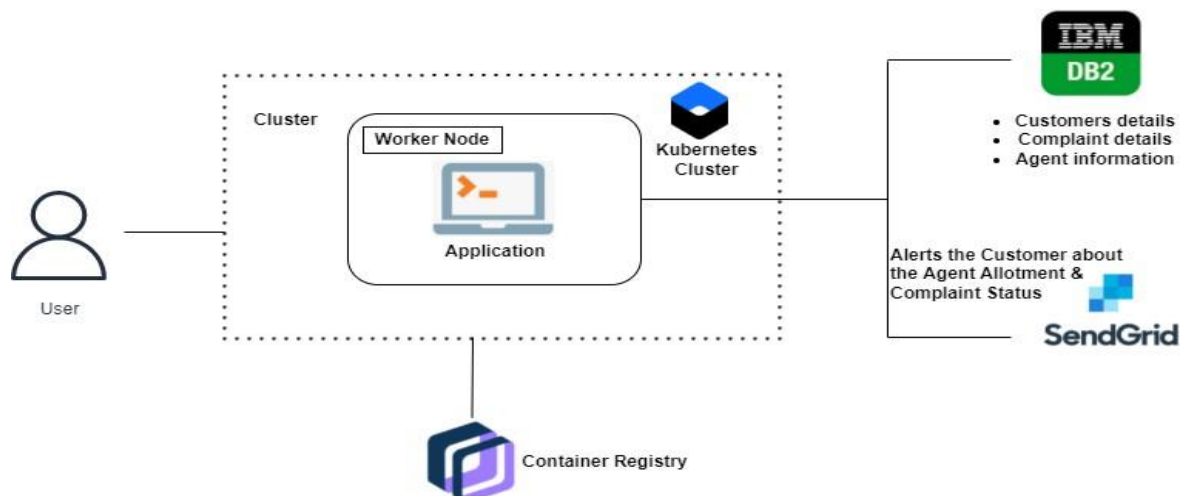 IBM
DB2
Customers details
Complaint details
Agent information
Cluster
Worker Node
Kubernetes
Cluster
Application
User
Alerts the Customer about
the Agent Allotment &
Complaint Status
SendGrid
Container Registry